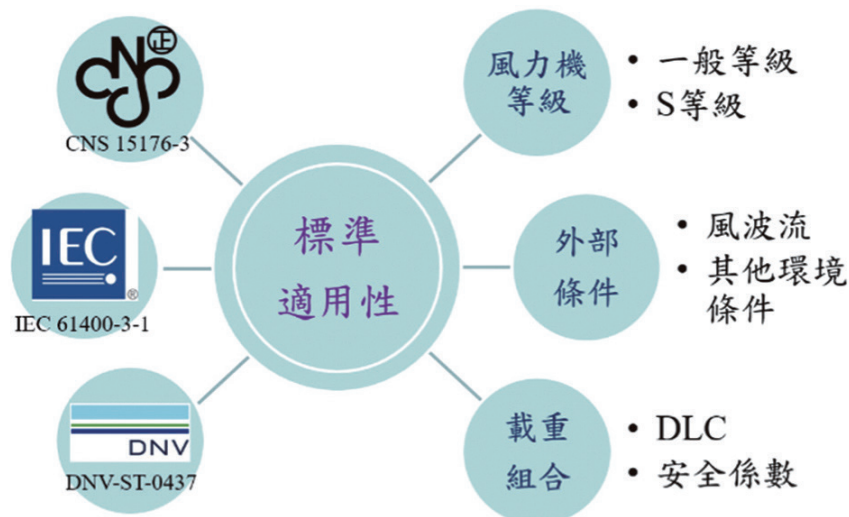 CNS
正
CNS 15176-3
IEC
®
IEC 61400-3-1
DNV
DNV-ST-0437
標準
適用性
風力機
等級
• 一般等級
• S等級
外部
條件
• 風波流
• 其他環境
條件
載重
組合
• DLC
• 安全係數